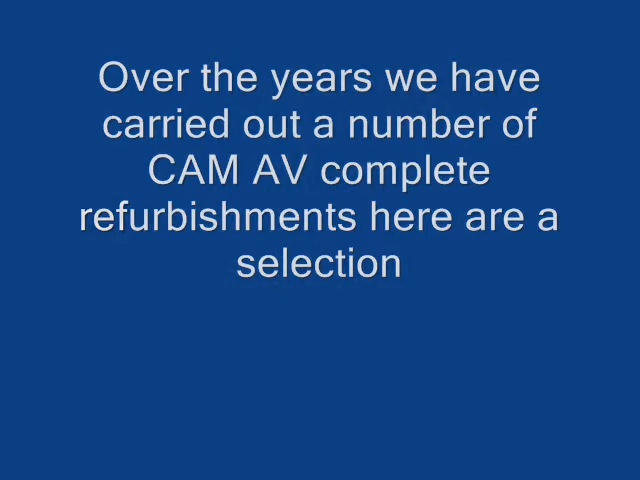 Over the years we have
carried out a number of
CAM AV complete
refurbishments here are a
selection